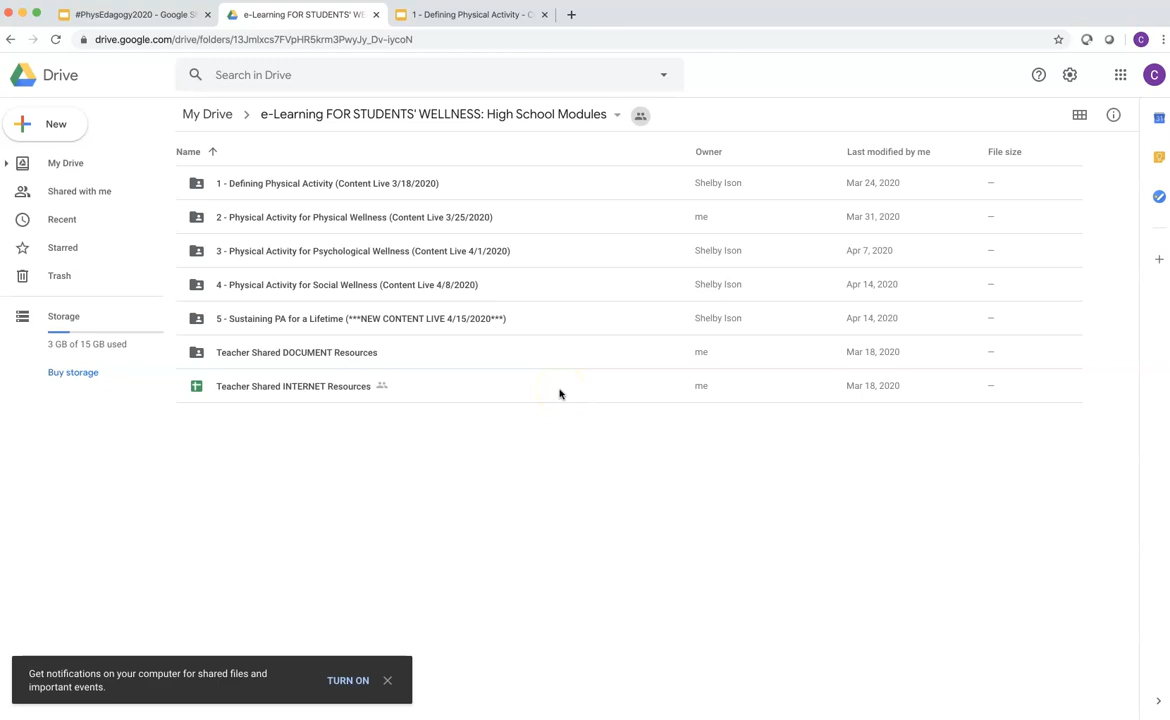 #PhysEdagogy2020 - Google S
e-Learning FOR STUDENTS' WE
1 - Defining Physical Activity - G
drive.google.com/drive/folders/13Jmlxcs7FVpHR5krm3PwyJy_Dv-iycoN
C
Drive
Search in Drive
C
New
My Drive
Shared with me
Recent
Starred
Trash
Storage
3 GB of 15 GB used
Buy storage
My Drive > e-Learning FOR STUDENTS' WELLNESS: High School Modules
Name Owner Last modified by me File size
1 - Defining Physical Activity (Content Live 3/18/2020) Shelby Ison Mar 24, 2020 —
2 - Physical Activity for Physical Wellness (Content Live 3/25/2020) me Mar 31, 2020 —
3 - Physical Activity for Psychological Wellness (Content Live 4/1/2020) Shelby Ison Apr 7, 2020 —
4 - Physical Activity for Social Wellness (Content Live 4/8/2020) Shelby Ison Apr 14, 2020 —
5 - Sustaining PA for a Lifetime (***NEW CONTENT LIVE 4/15/2020***) Shelby Ison Apr 14, 2020 —
Teacher Shared DOCUMENT Resources me Mar 18, 2020 —
Teacher Shared INTERNET Resources me Mar 18, 2020 —
31
Get notifications on your computer for shared files and
important events.
TURN ON